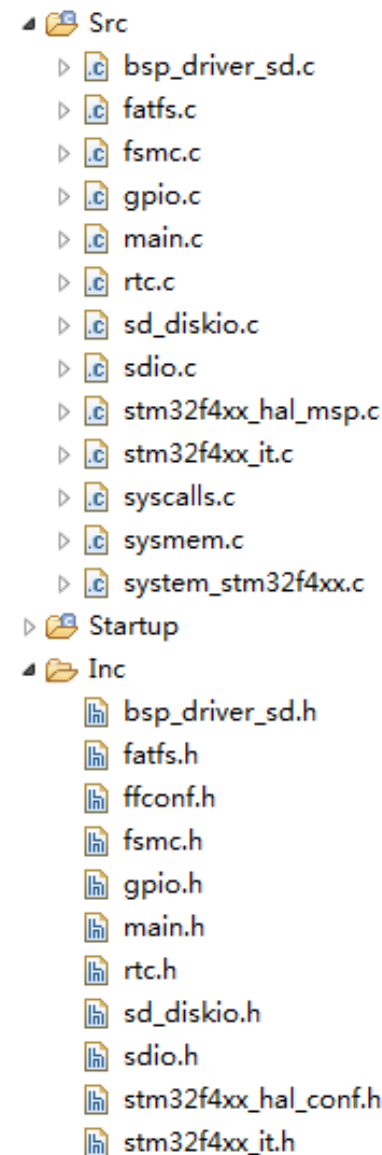 Src
bsp_driver_sd.c
fatfs.c
fsmc.c
gpio.c
main.c
rtc.c
sd_diskio.c
sdio.c
stm32f4xx_hal_msp.c
stm32f4xx_it.c
syscalls.c
sysmem.c
system_stm32f4xx.c
Startup
Inc
bsp_driver_sd.h
fatfs.h
ffconf.h
fsmc.h
gpio.h
main.h
rtc.h
sd_diskio.h
sdio.h
stm32f4xx_hal_conf.h
stm32f4xx_it.h